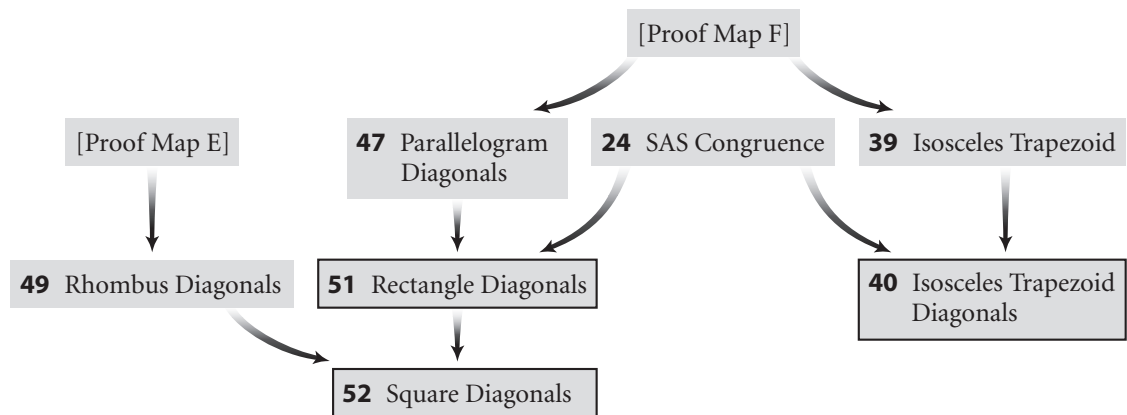 [Proof Map F]
[Proof Map E]
47 Parallelogram
Diagonals
24 SAS Congruence
39 Isosceles Trapezoid
49 Rhombus Diagonals
51 Rectangle Diagonals
40 Isosceles Trapezoid
Diagonals
52 Square Diagonals